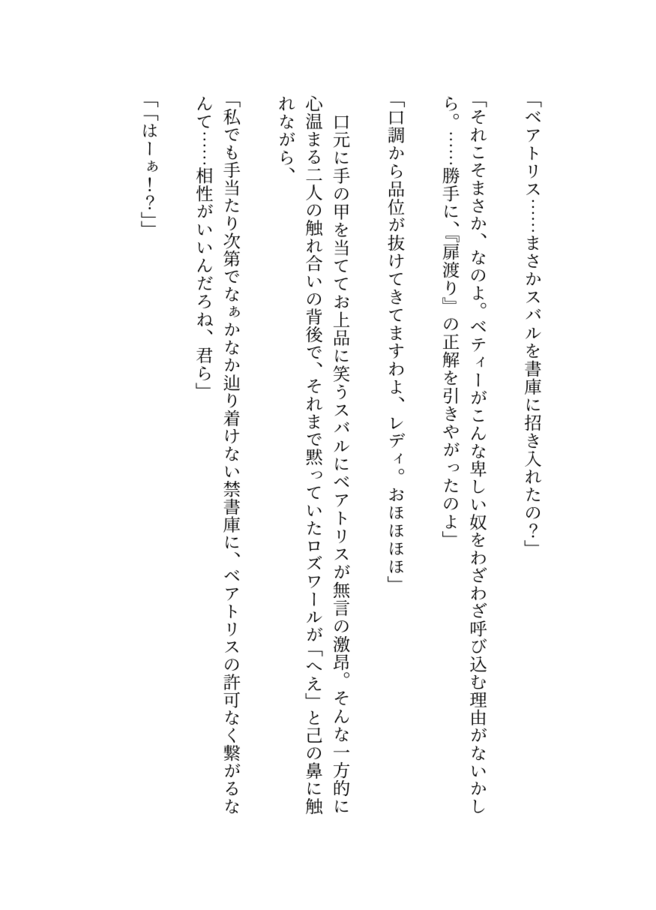 「ベアトリス……まさかスバルを書庫に招き入れたの？」
「それこそまさか、なのよ。ベティーがこんな卑しい奴をわざわざ呼び込む理由がないかし
ら。……勝手に、『扉渡り』の正解を引きやがったのよ」
「口調から品位が抜けてきてますわよ、レディ。おほほほほ」
　口元に手の甲を当ててお上品に笑うスバルにベアトリスが無言の激昂。そんな一方的に
心温まる二人の触れ合いの背後で、それまで黙っていたロズワールが「へえ」と己の鼻に触
れながら、
「私でも手当たり次第でなぁかなか辿り着けない禁書庫に、ベアトリスの許可なく繋がるな
んて……相性がいいんだろね、君ら」
「「はーぁ！？」」